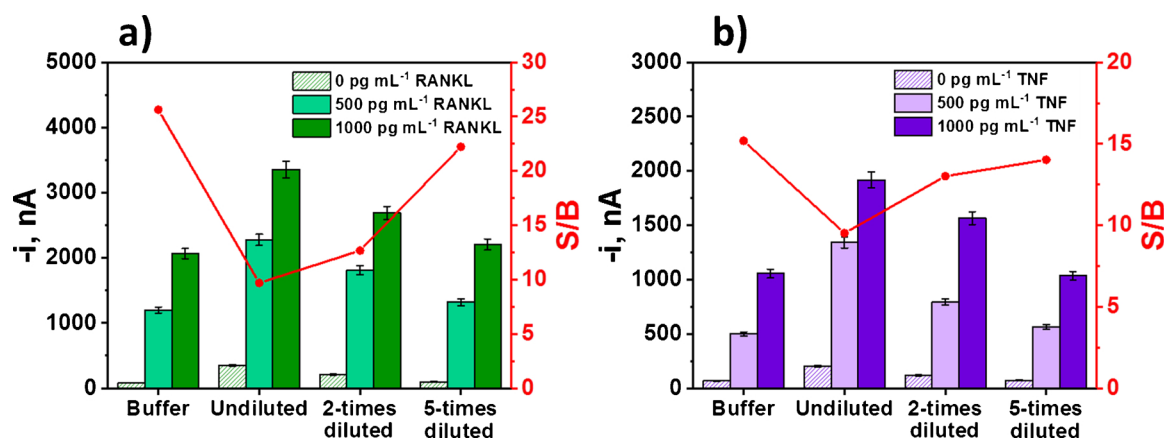 a)
-i, nA
5000
4000
3000
2000
1000
0
0 pg mL⁻¹ RANKL
500 pg mL⁻¹ RANKL
1000 pg mL⁻¹ RANKL
30
25
20
15
10
5
0
S/B
Buffer
Undiluted
2-times
diluted
5-times
diluted
b)
-i, nA
3000
2500
2000
1500
1000
500
0
0 pg mL⁻¹ TNF
500 pg mL⁻¹ TNF
1000 pg mL⁻¹ TNF
20
15
10
5
0
S/B
Buffer
Undiluted
2-times
diluted
5-times
diluted